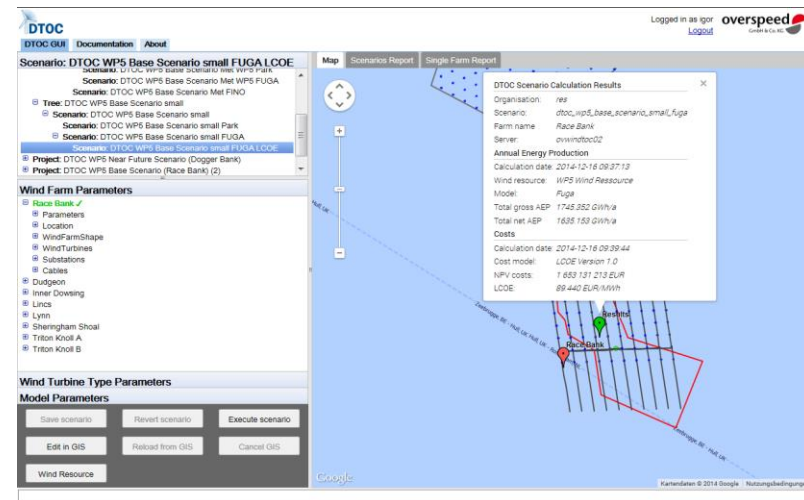 DTOC
Logged in as igor
Logout
overspeed
GmbH & Co. KG
DTOC GUI Documentation About
Scenario: DTOC WP5 Base Scenario small FUGA LCOE
Scenario: DTOC WP5 Base Scenario Met WP5 Park
Scenario: DTOC WP5 Base Scenario Met WP5 FUGA
Scenario: DTOC WP5 Base Scenario Met FINO
Tree: DTOC WP5 Base Scenario small
Scenario: DTOC WP5 Base Scenario small
Scenario: DTOC WP5 Base Scenario small Park
Scenario: DTOC WP5 Base Scenario small FUGA
Scenario: DTOC WP5 Base Scenario small FUGA LCOE
Project: DTOC WP5 Near Future Scenario (Dogger Bank)
Project: DTOC WP5 Base Scenario (Race Bank) (2)
Wind Farm Parameters
Race Bank ✓
Parameters
Location
WindFarmShape
WindTurbines
Substations
Cables
Dudgeon
Inner Dowsing
Lincs
Lynn
Sheringham Shoal
Triton Knoll A
Triton Knoll B
Wind Turbine Type Parameters
Model Parameters
Save scenario Revert scenario Execute scenario
Edit in GIS Reload from GIS Cancel GIS
Wind Resource
Map Scenarios Report Single Farm Report
DTOC Scenario Calculation Results
Organisation: res
Scenario: dtoc_wp5_base_scenario_small_fuga
Farm name Race Bank
Server: ovwindtoc02
Annual Energy Production
Calculation date: 2014-12-16 09:37:13
Wind resource: WP5 Wind Ressource
Model: Fuga
Total gross AEP 1745.352 GWh/a
Total net AEP 1635.153 GWh/a
Costs
Calculation date: 2014-12-16 09:39:44
Cost model: LCOE Version 1.0
NPV costs: 1 653 131 213 EUR
LCOE: 89.440 EUR/MWh
Results
Race Bank
Hull, UK
Zeebrugge, BE - Hull, UK
Zeebrugge, BE - Hull, UK
Google
Kartendaten © 2014 Google Nutzungsbedingungen